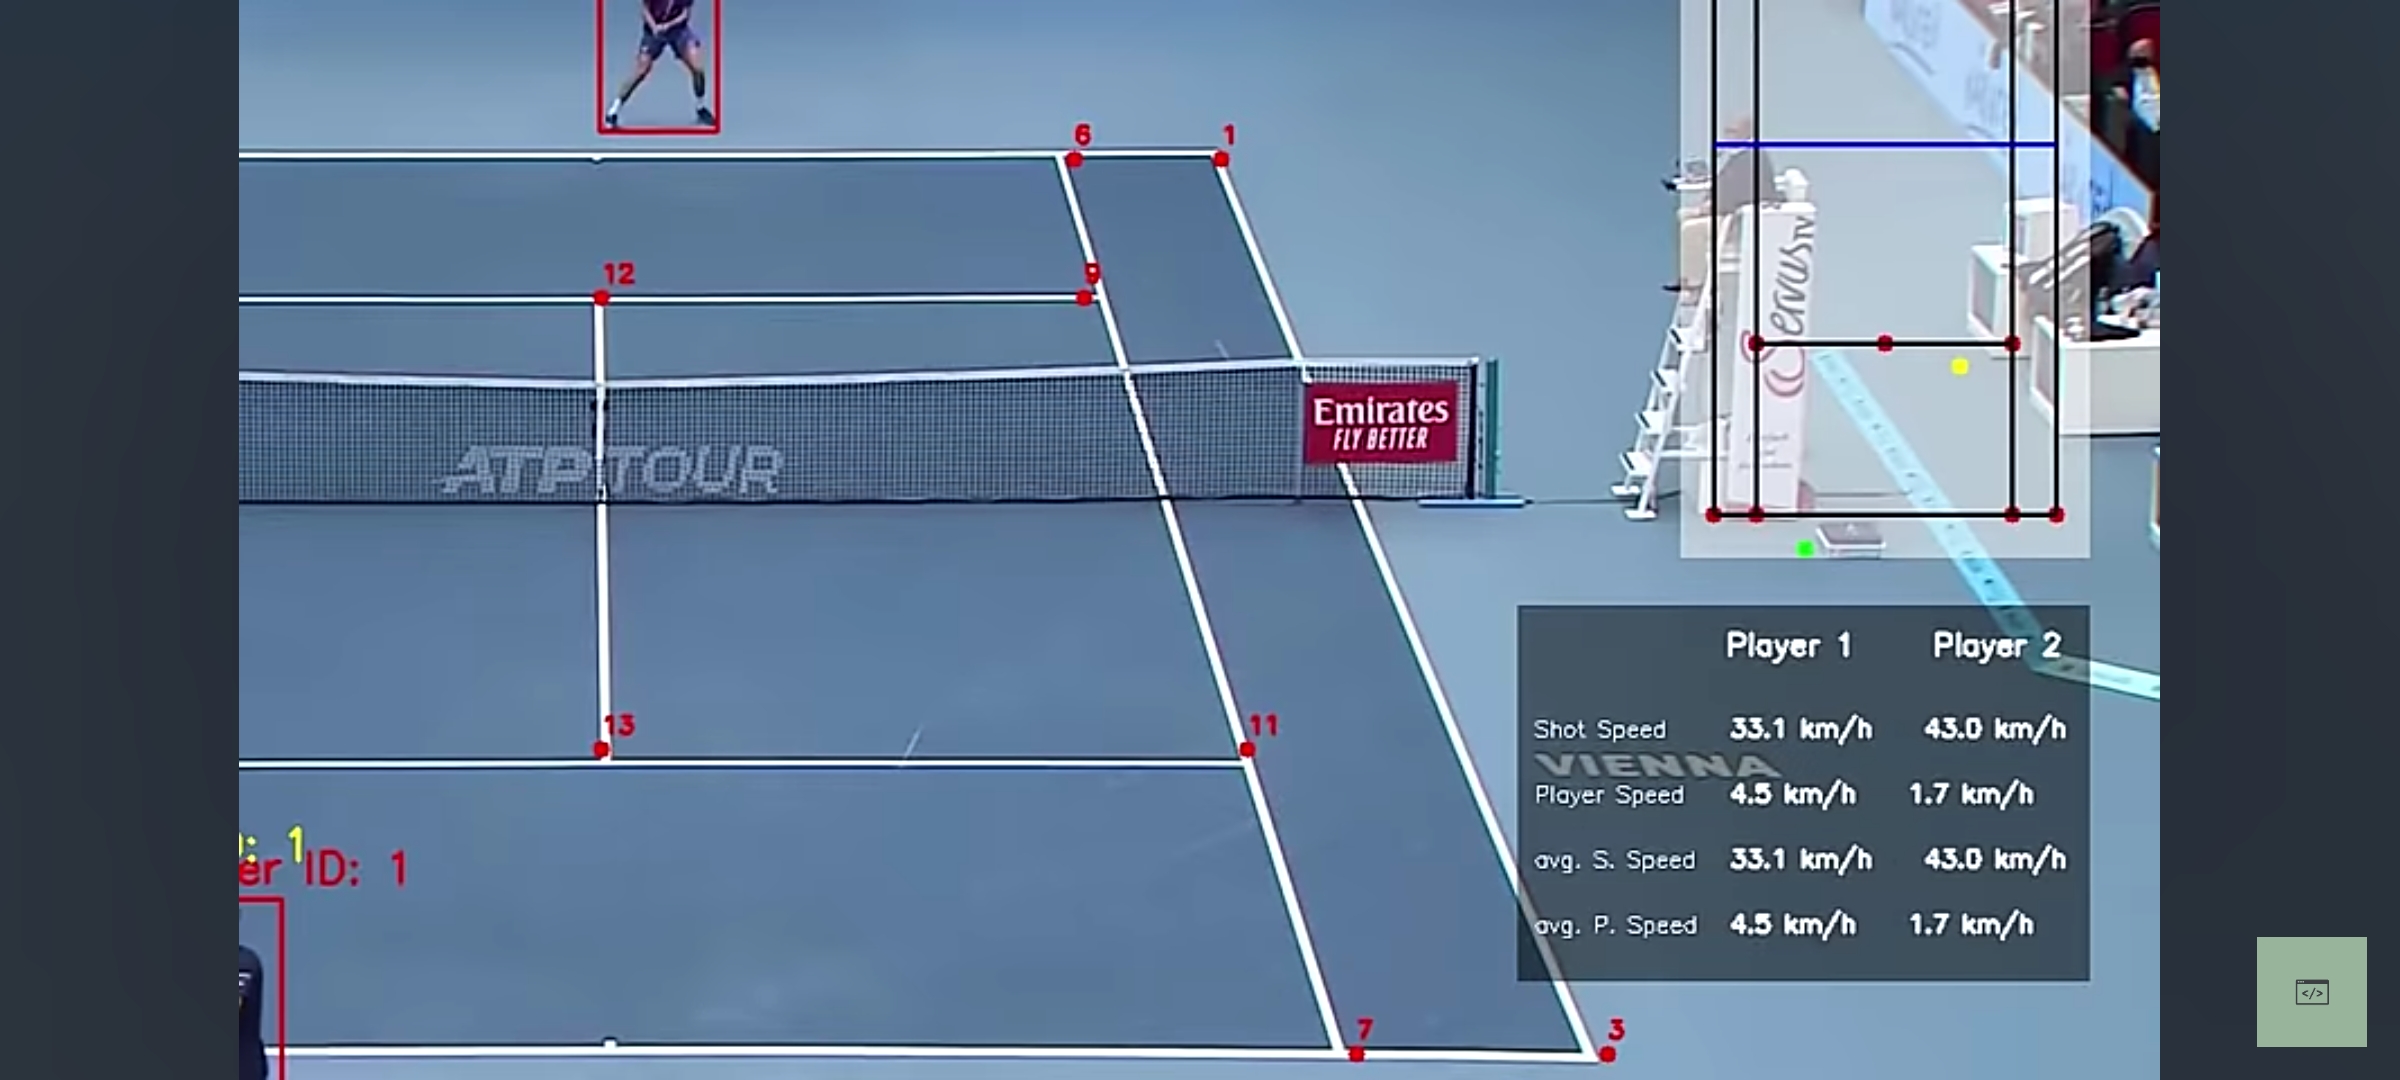 6
1
12
9
ATP TOUR
Emirates
FLY BETTER
servusTV
13
11
er ID: 1
: 1
7
3
Player 1 Player 2
Shot Speed 33.1 km/h 43.0 km/h
VIENNA
Player Speed 4.5 km/h 1.7 km/h
avg. S. Speed 33.1 km/h 43.0 km/h
avg. P. Speed 4.5 km/h 1.7 km/h
</>